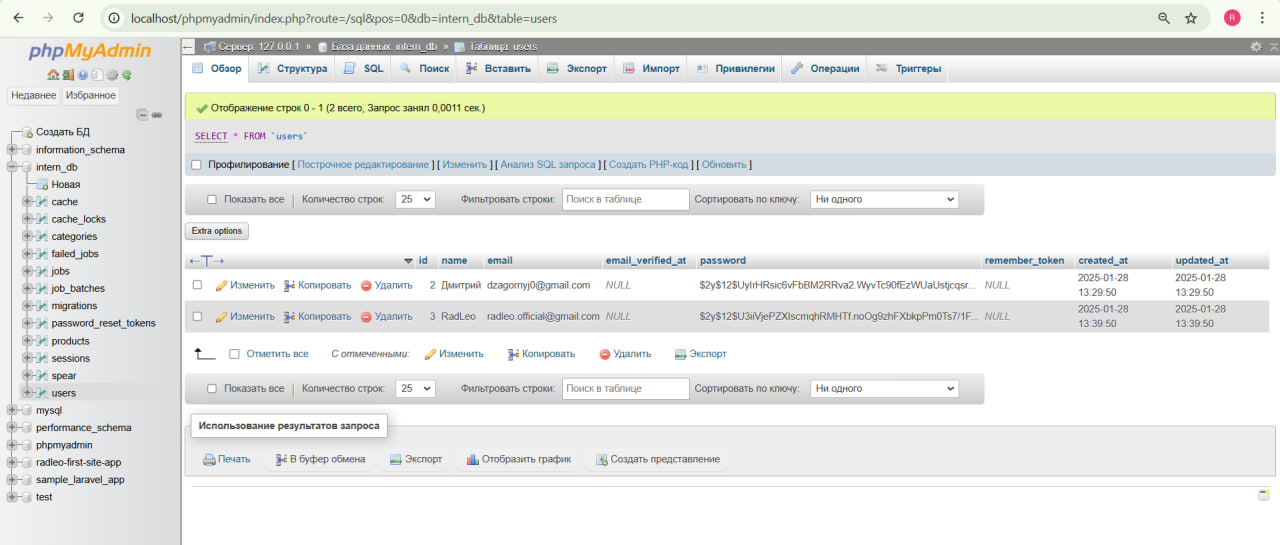 localhost/phpmyadmin/index.php?route=/sql&pos=0&db=intern_db&table=users
R
phpMyAdmin
Недавнее Избранное
Создать БД
information_schema
intern_db
Новая
cache
cache_locks
categories
failed_jobs
jobs
job_batches
migrations
password_reset_tokens
products
sessions
spear
users
mysql
performance_schema
phpmyadmin
radleo-first-site-app
sample_laravel_app
test
Сервер: 127.0.0.1 » База данных: intern_db » Таблица: users
Обзор Структура SQL Поиск Вставить Экспорт Импорт Привилегии Операции Триггеры
Отображение строк 0 - 1 (2 всего, Запрос занял 0,0011 сек.)
SELECT * FROM `users`
Профилирование [ Построчное редактирование ] [ Изменить ] [ Анализ SQL запроса ] [ Создать PHP-код ] [ Обновить ]
Показать все | Количество строк: 25 Фильтровать строки: Поиск в таблице Сортировать по ключу: Ни одного
Extra options
←T→ id name email email_verified_at password remember_token created_at updated_at
Изменить Копировать Удалить 2 Дмитрий dzagornyj0@gmail.com NULL NULL 2025-01-28 13:29:50 2025-01-28 13:29:50
Изменить Копировать Удалить 3 RadLeo radleo.official@gmail.com NULL NULL 2025-01-28 13:39:50 2025-01-28 13:39:50
Отметить все С отмеченными: Изменить Копировать Удалить Экспорт
Показать все | Количество строк: 25 Фильтровать строки: Поиск в таблице Сортировать по ключу: Ни одного
Использование результатов запроса
Печать В буфер обмена Экспорт Отобразить график Создать представление